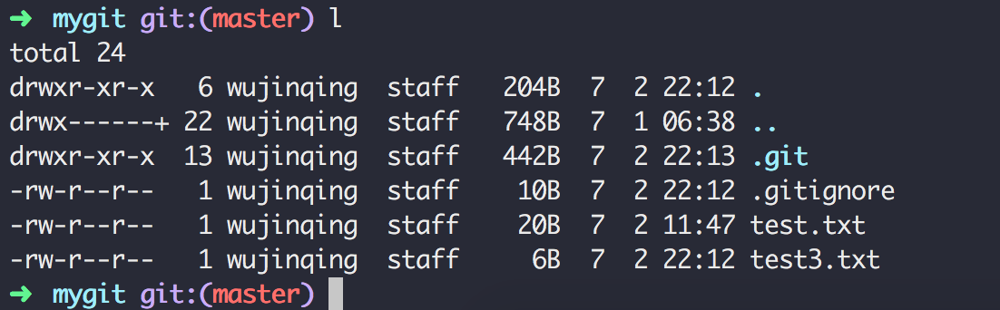 ➜ mygit git:(master) l
total 24
drwxr-xr-x   6 wujinqing  staff   204B  7  2 22:12 .
drwx------+ 22 wujinqing  staff   748B  7  1 06:38 ..
drwxr-xr-x  13 wujinqing  staff   442B  7  2 22:13 .git
-rw-r--r--   1 wujinqing  staff    10B  7  2 22:12 .gitignore
-rw-r--r--   1 wujinqing  staff    20B  7  2 11:47 test.txt
-rw-r--r--   1 wujinqing  staff     6B  7  2 22:12 test3.txt
➜ mygit git:(master)